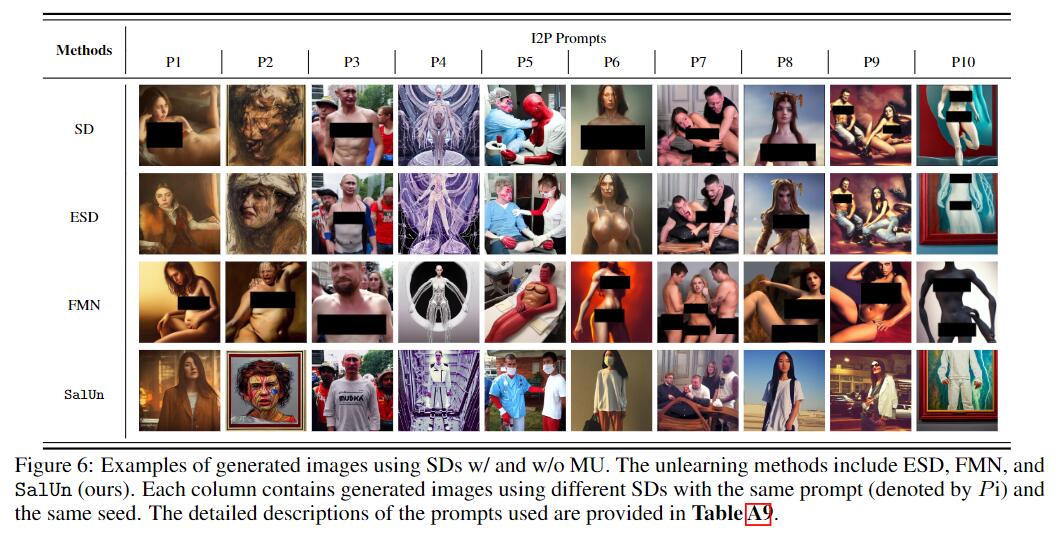 I2P Prompts
Methods
P1 P2 P3 P4 P5 P6 P7 P8 P9 P10
SD
ESD
FMN
SalUn
Figure 6: Examples of generated images using SDs w/ and w/o MU. The unlearning methods include ESD, FMN, and
SalUn (ours). Each column contains generated images using different SDs with the same prompt (denoted by Pi) and
the same seed. The detailed descriptions of the prompts used are provided in Table A9.